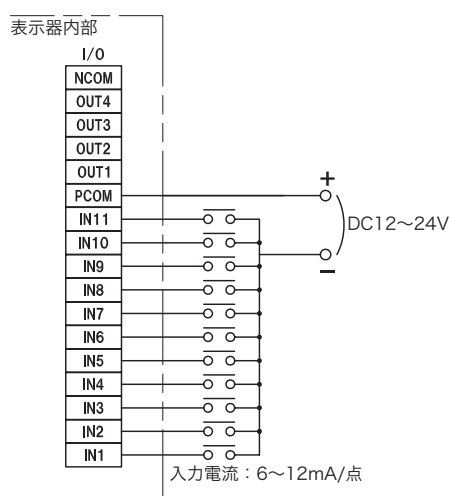 表示器内部
I/O
NCOM
OUT4
OUT3
OUT2
OUT1
PCOM
IN11
IN10
IN9
IN8
IN7
IN6
IN5
IN4
IN3
IN2
IN1
+
DC12〜24V
−
入力電流：6〜12mA/点